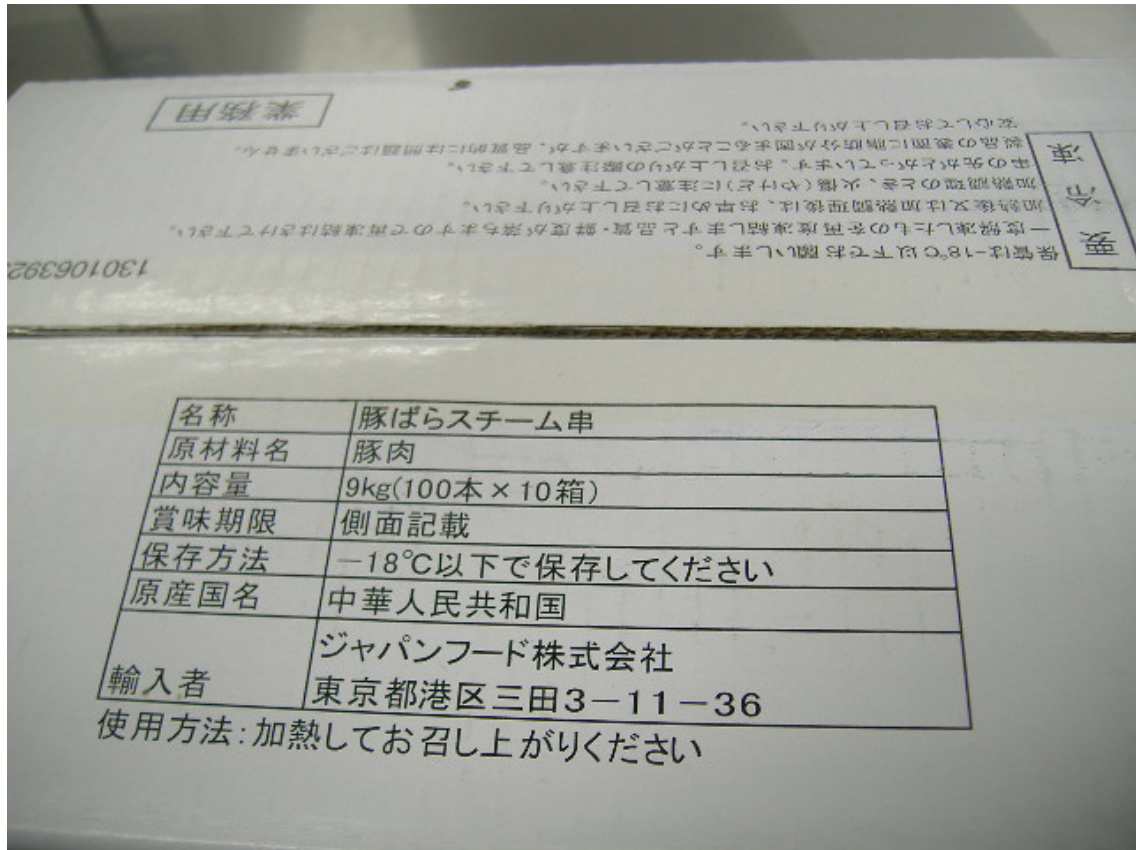 業務用
要冷凍
保管は-18℃以下でお願いします。
一度解凍したものを再度凍結しますと品質・鮮度が落ちますので再凍結はさけて下さい。
加熱後又は加熱調理後は、お早めにお召し上がり下さい。
加熱調理のとき、火傷(やけど)に注意して下さい。
串の先がとがっています。お召し上がりの際注意して下さい。
製品の表面に脂肪分が固まることがございますが、品質的には問題はございません。
安心してお召し上がり下さい。
名称 豚ばらスチーム串
原材料名 豚肉
内容量 9kg(100本×10箱)
賞味期限 側面記載
保存方法 -18℃以下で保存してください
原産国名 中華人民共和国
輸入者 ジャパンフード株式会社
東京都港区三田3-11-36
使用方法:加熱してお召し上がりください